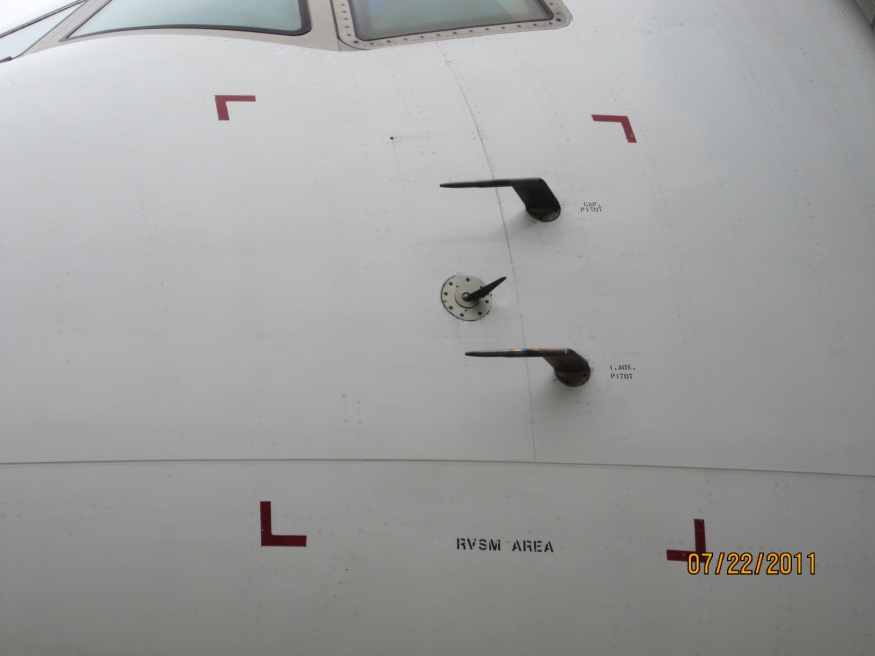 CAP.
PITOT
L.AUX.
PITOT
RVSM AREA
07/22/2011